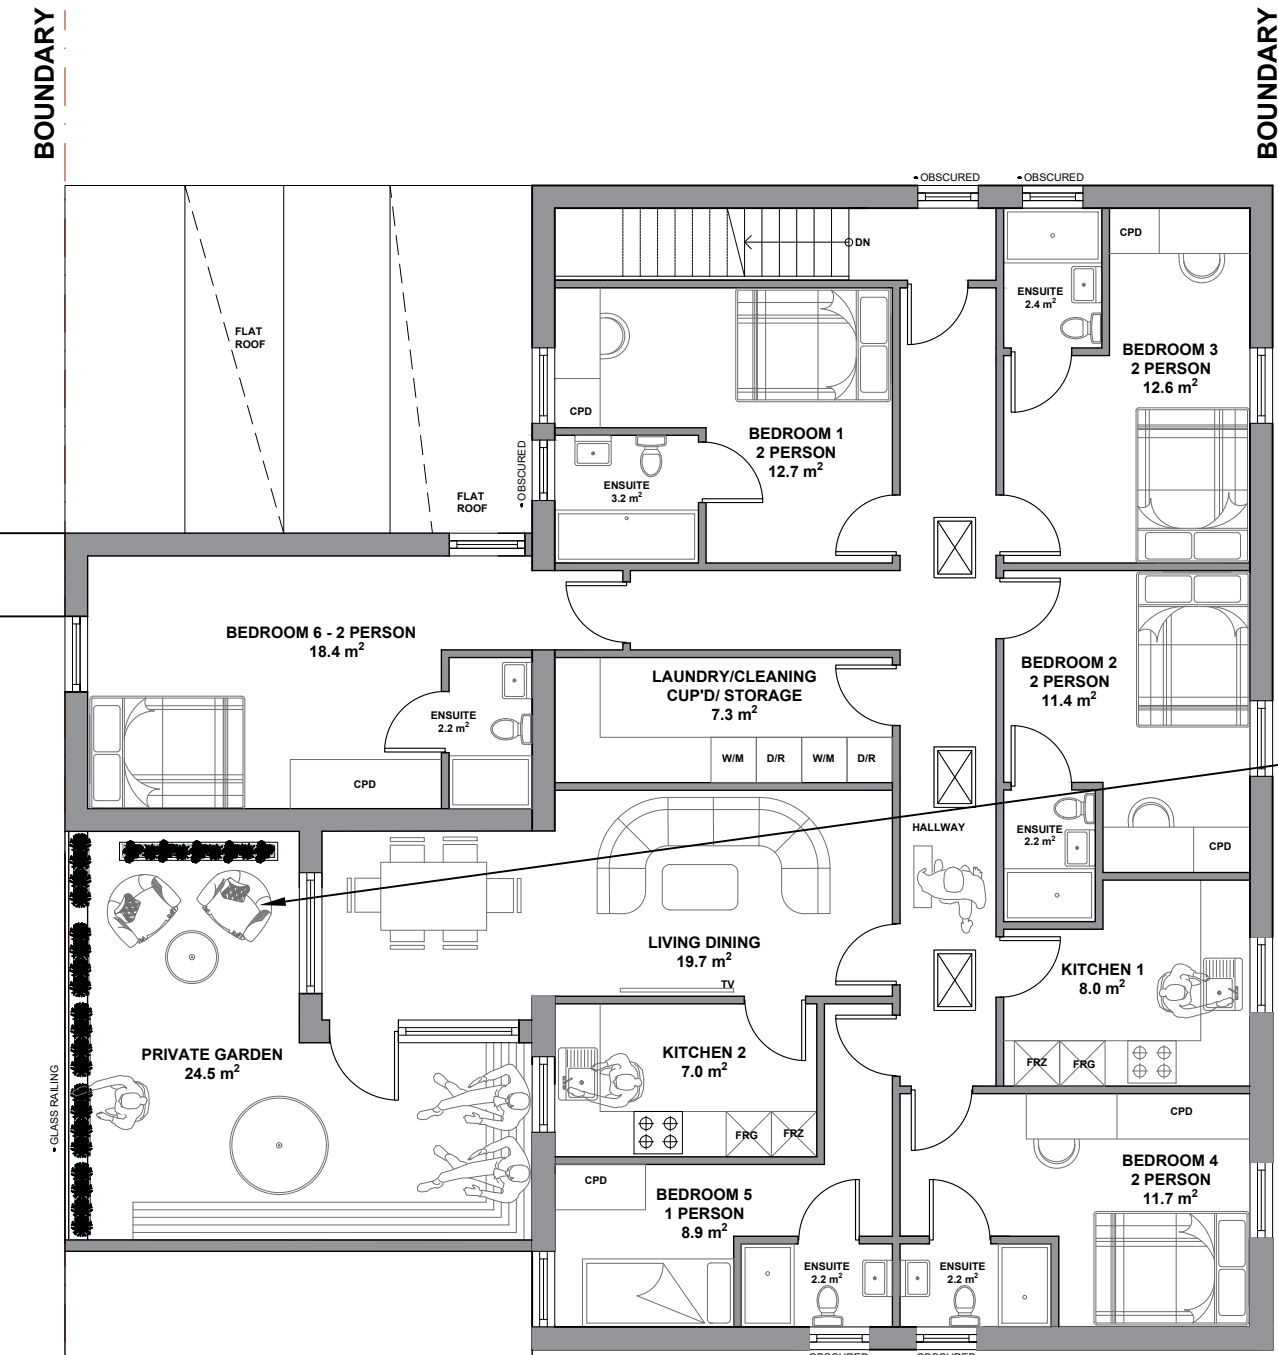 BOUNDARY
BOUNDARY
OBSCURED
OBSCURED
DN
CPD
ENSUITE
2.4 m²
FLAT
ROOF
BEDROOM 3
2 PERSON
12.6 m²
CPD
BEDROOM 1
2 PERSON
12.7 m²
OBSCURED
ENSUITE
3.2 m²
FLAT
ROOF
BEDROOM 6 - 2 PERSON
18.4 m²
LAUNDRY/CLEANING
CUP'D/ STORAGE
7.3 m²
BEDROOM 2
2 PERSON
11.4 m²
ENSUITE
2.2 m²
W/M
D/R
W/M
D/R
CPD
HALLWAY
ENSUITE
2.2 m²
CPD
LIVING DINING
19.7 m²
TV
KITCHEN 1
8.0 m²
PRIVATE GARDEN
24.5 m²
KITCHEN 2
7.0 m²
FRZ
FRG
GLASS RAILING
FRG
FRZ
CPD
CPD
BEDROOM 5
1 PERSON
8.9 m²
BEDROOM 4
2 PERSON
11.7 m²
ENSUITE
2.2 m²
ENSUITE
2.2 m²
OBSCURED
OBSCURED